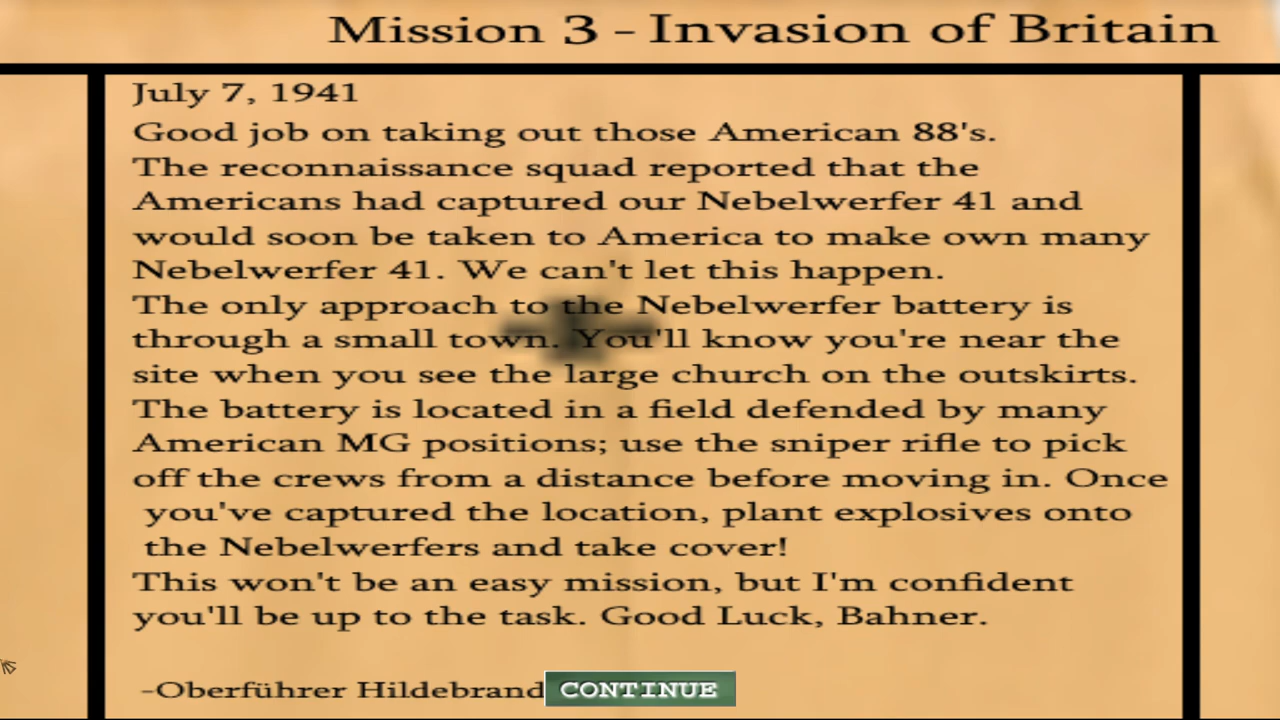 Mission 3 - Invasion of Britain
July 7, 1941
Good job on taking out those American 88's.
The reconnaissance squad reported that the
Americans had captured our Nebelwerfer 41 and
would soon be taken to America to make own many
Nebelwerfer 41. We can't let this happen.
The only approach to the Nebelwerfer battery is
through a small town. You'll know you're near the
site when you see the large church on the outskirts.
The battery is located in a field defended by many
American MG positions; use the sniper rifle to pick
off the crews from a distance before moving in. Once
you've captured the location, plant explosives onto
the Nebelwerfers and take cover!
This won't be an easy mission, but I'm confident
you'll be up to the task. Good Luck, Bahner.
-Oberführer Hildebrand
CONTINUE